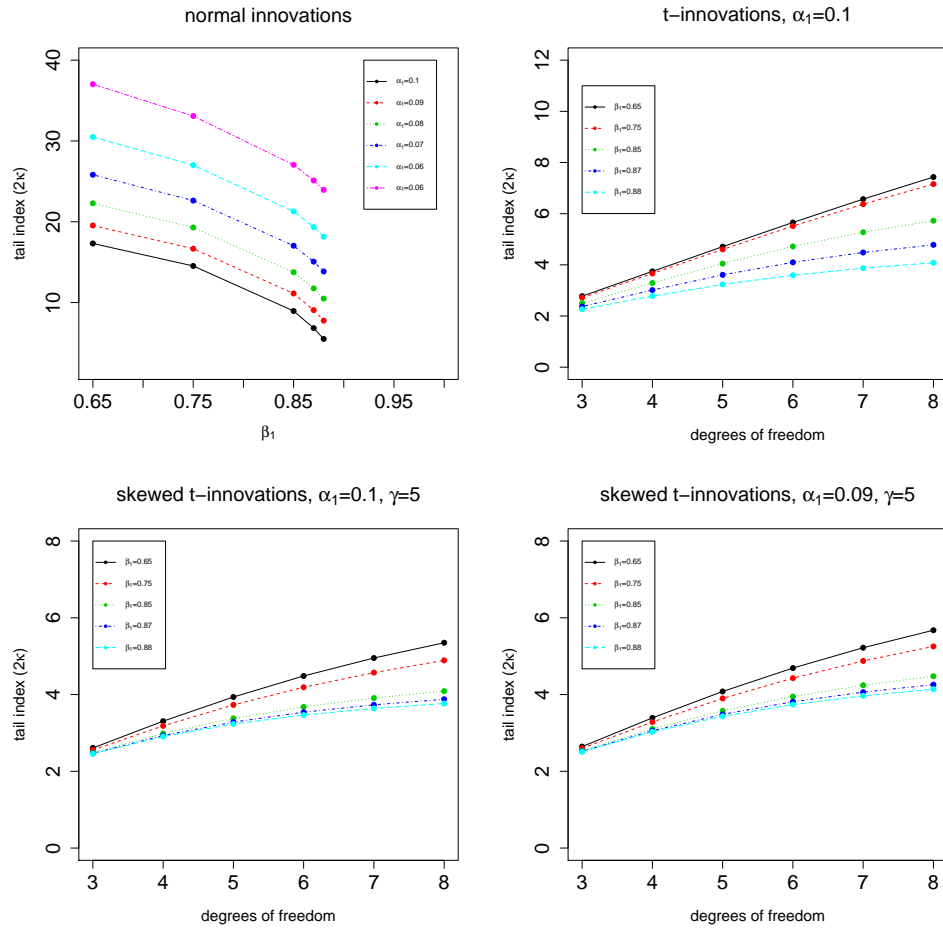 normal innovations
tail index (2κ)
40
30
20
10
α₁=0.1
α₁=0.09
α₁=0.08
α₁=0.07
α₁=0.06
α₁=0.06
0.65 0.75 0.85 0.95
β₁
t−innovations, α₁=0.1
tail index (2κ)
12
10
8
6
4
2
0
β₁=0.65
β₁=0.75
β₁=0.85
β₁=0.87
β₁=0.88
3 4 5 6 7 8
degrees of freedom
skewed t−innovations, α₁=0.1, γ=5
tail index (2κ)
8
6
4
2
0
β₁=0.65
β₁=0.75
β₁=0.85
β₁=0.87
β₁=0.88
3 4 5 6 7 8
degrees of freedom
skewed t−innovations, α₁=0.09, γ=5
tail index (2κ)
8
6
4
2
0
β₁=0.65
β₁=0.75
β₁=0.85
β₁=0.87
β₁=0.88
3 4 5 6 7 8
degrees of freedom